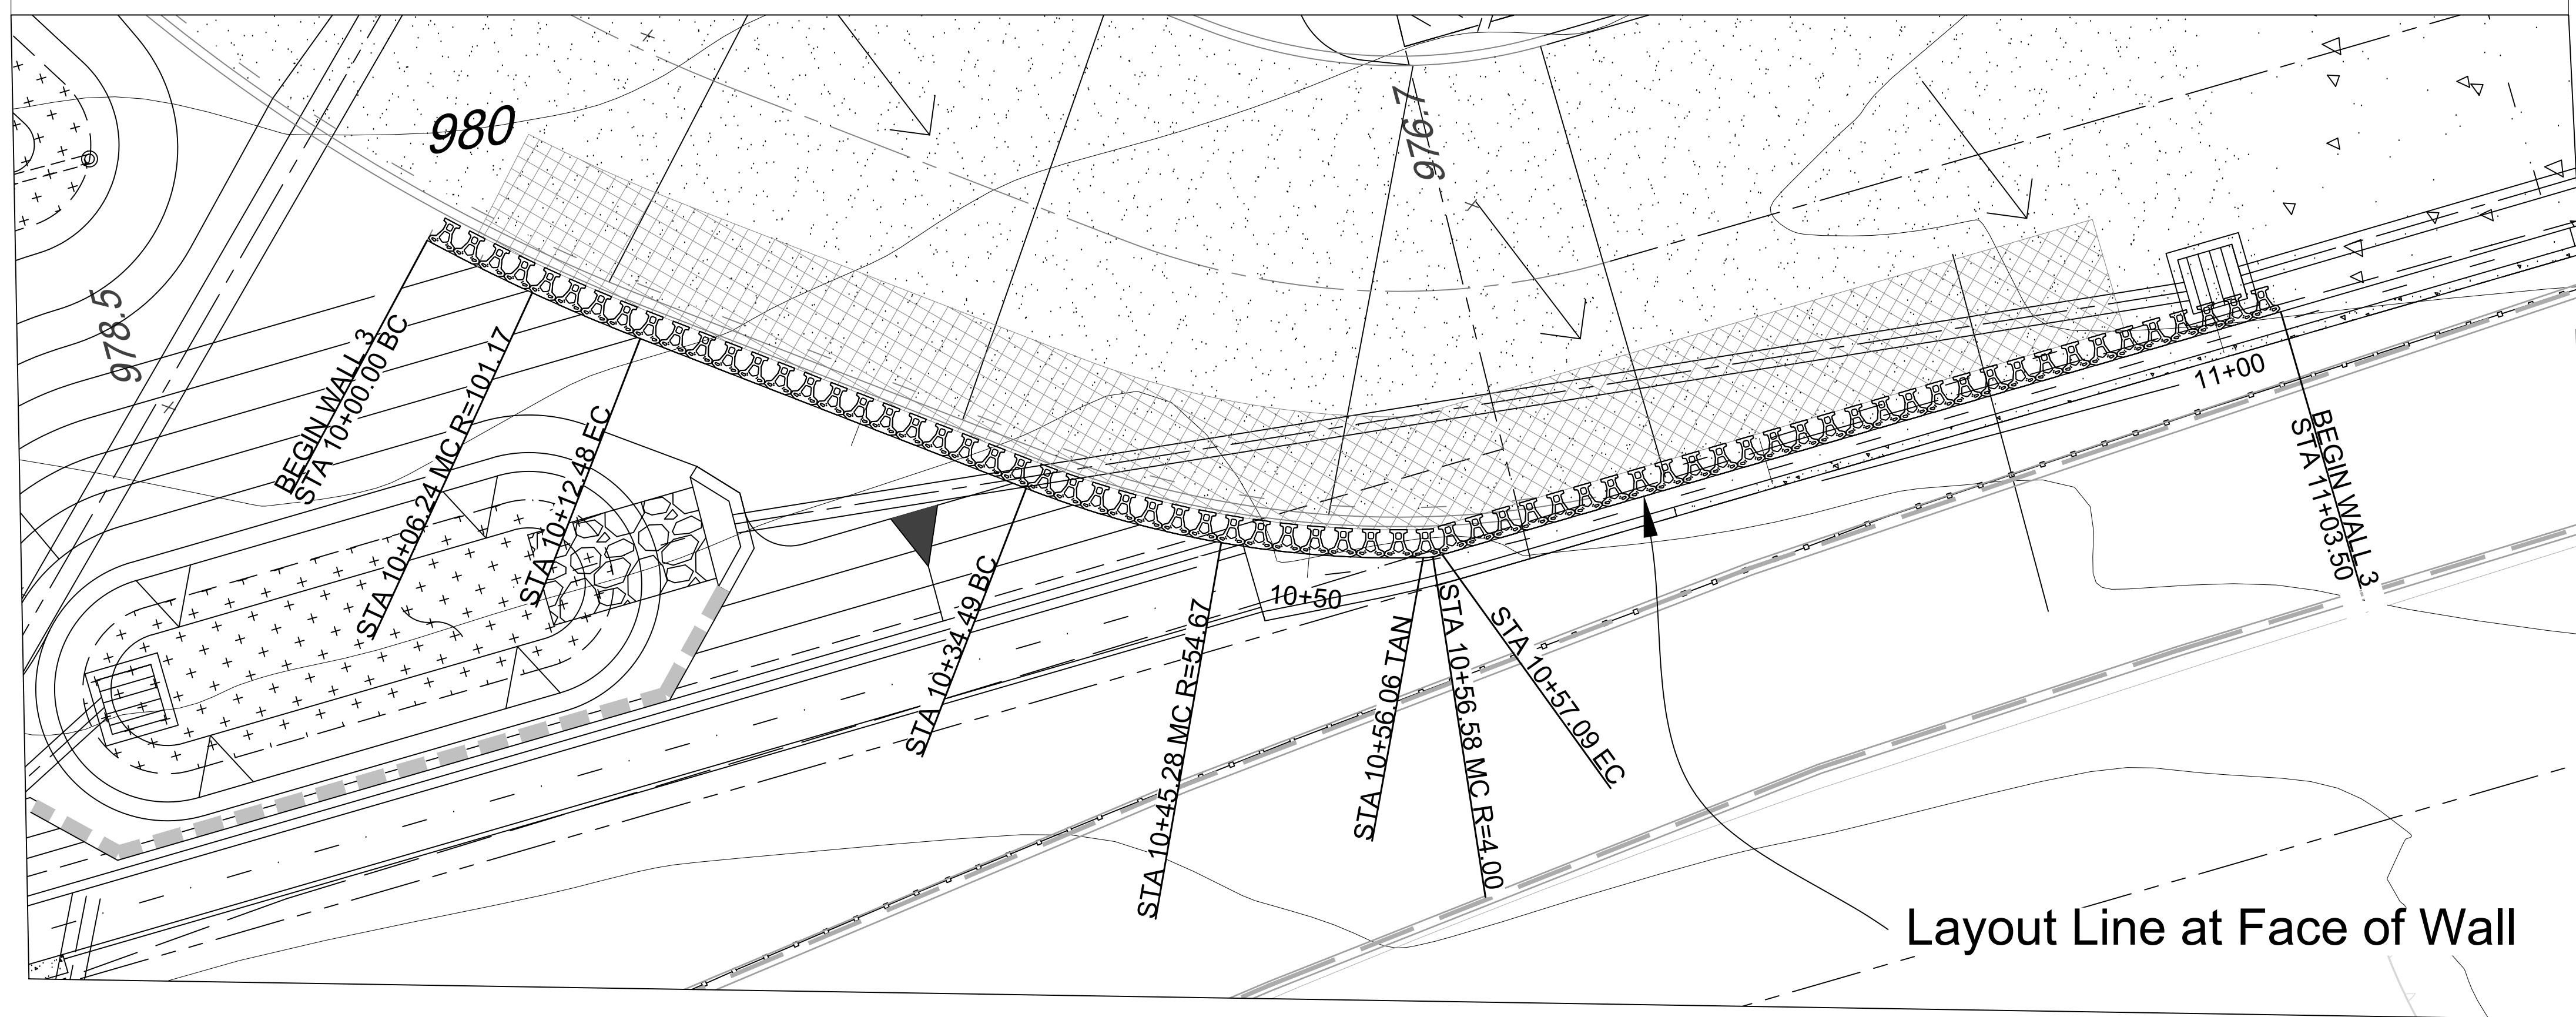 980
976.7
978.5
BEGIN WALL 3
STA 10+00.00 BC
STA 10+06.24 MC R=101.17
STA 10+12.48 EC
STA 10+34.49 BC
STA 10+45.28 MC R=54.67
10+50
STA 10+56.06 TAN
STA 10+56.58 MC R=4.00
STA 10+57.09 EC
11+00
BEGIN WALL 3
STA 11+03.50
Layout Line at Face of Wall